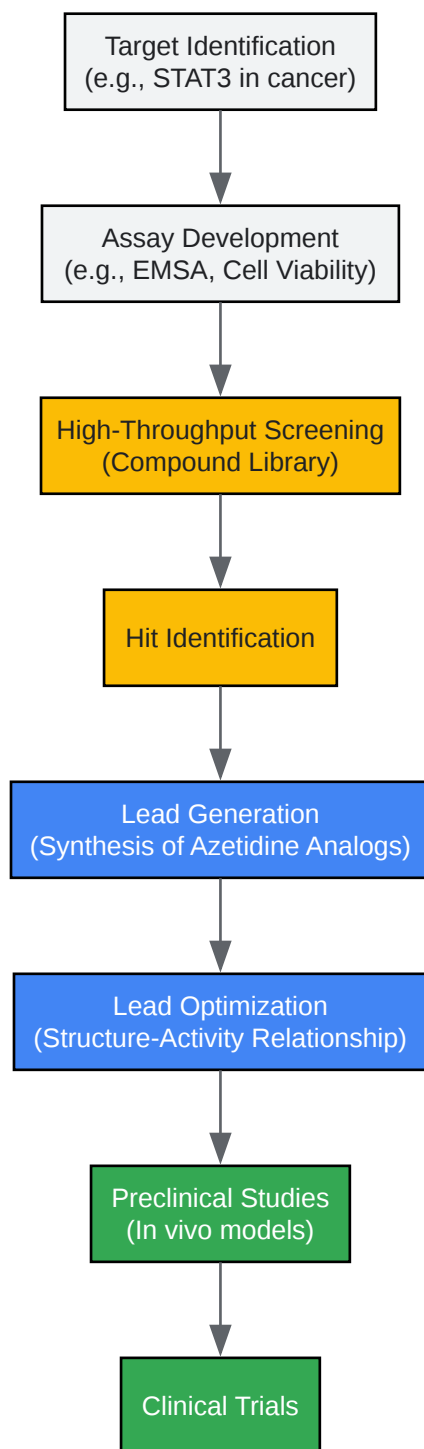 Target Identification
(e.g., STAT3 in cancer)
Assay Development
(e.g., EMSA, Cell Viability)
High-Throughput Screening
(Compound Library)
Hit Identification
Lead Generation
(Synthesis of Azetidine Analogs)
Lead Optimization
(Structure-Activity Relationship)
Preclinical Studies
(In vivo models)
Clinical Trials